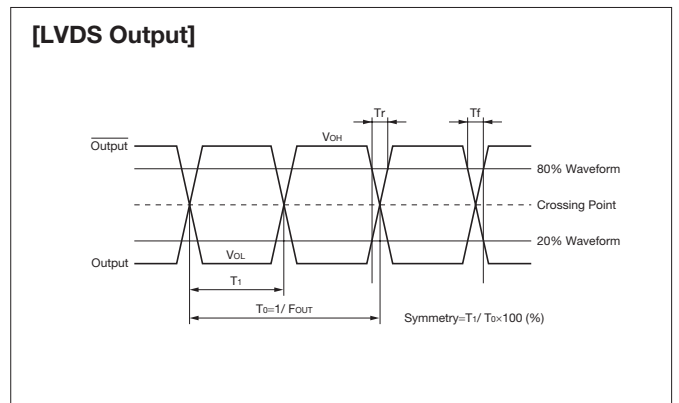 [LVDS Output]
Tr
Tf
Output
VOH
80% Waveform
Crossing Point
20% Waveform
Output
VOL
T1
T0=1/ FOUT
Symmetry=T1/ T0×100 (%)